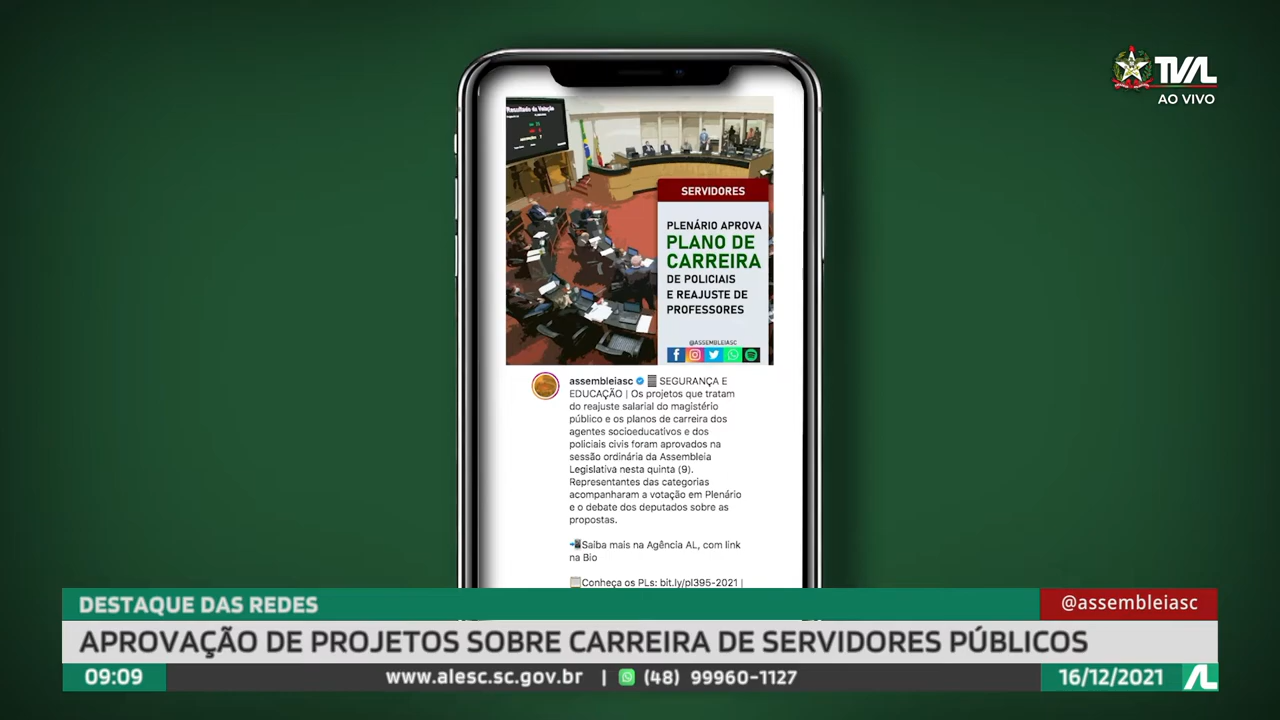 TVAL
AO VIVO
Resultado da Votação
SERVIDORES
PLENÁRIO APROVA
PLANO DE
CARREIRA
DE POLICIAIS
E REAJUSTE DE
PROFESSORES
@ASSEMBLEIASC
assembleiasc SEGURANÇA E
EDUCAÇÃO | Os projetos que tratam
do reajuste salarial do magistério
público e os planos de carreira dos
agentes socioeducativos e dos
policiais civis foram aprovados na
sessão ordinária da Assembleia
Legislativa nesta quinta (9).
Representantes das categorias
acompanharam a votação em Plenário
e o debate dos deputados sobre as
propostas.
Saiba mais na Agência AL, com link
na Bio
Conheça os PLs: bit.ly/pl395-2021 |
DESTAQUE DAS REDES
@assembleiasc
APROVAÇÃO DE PROJETOS SOBRE CARREIRA DE SERVIDORES PÚBLICOS
09:09
www.alesc.sc.gov.br | (48) 99960-1127
16/12/2021
AL